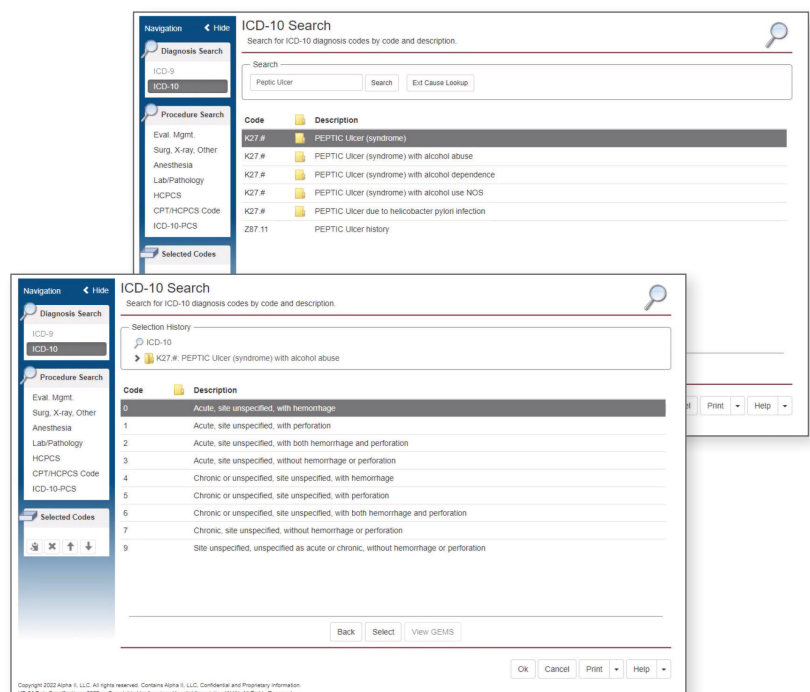 Navigation Hide
Diagnosis Search
ICD-9
ICD-10
Procedure Search
Eval. Mgmt.
Surg, X-ray, Other
Anesthesia
Lab/Pathology
HCPCS
CPT/HCPCS Code
ICD-10-PCS
Selected Codes
ICD-10 Search
Search for ICD-10 diagnosis codes by code and description.
Search
Peptic Ulcer Search Ext Cause Lookup
Code Description
K27.# PEPTIC Ulcer (syndrome)
K27.# PEPTIC Ulcer (syndrome) with alcohol abuse
K27.# PEPTIC Ulcer (syndrome) with alcohol dependence
K27.# PEPTIC Ulcer (syndrome) with alcohol use NOS
K27.# PEPTIC Ulcer due to helicobacter pylori infection
Z87.11 PEPTIC Ulcer history
Print Help
Navigation Hide
Diagnosis Search
ICD-9
ICD-10
Procedure Search
Eval. Mgmt.
Surg, X-ray, Other
Anesthesia
Lab/Pathology
HCPCS
CPT/HCPCS Code
ICD-10-PCS
Selected Codes
ICD-10 Search
Search for ICD-10 diagnosis codes by code and description.
Selection History
ICD-10
K27.#: PEPTIC Ulcer (syndrome) with alcohol abuse
Code Description
0 Acute, site unspecified, with hemorrhage
1 Acute, site unspecified, with perforation
2 Acute, site unspecified, with both hemorrhage and perforation
3 Acute, site unspecified, without hemorrhage or perforation
4 Chronic or unspecified, site unspecified, with hemorrhage
5 Chronic or unspecified, site unspecified, with perforation
6 Chronic or unspecified, site unspecified, with both hemorrhage and perforation
7 Chronic, site unspecified, without hemorrhage or perforation
9 Site unspecified, unspecified as acute or chronic, without hemorrhage or perforation
Back Select View GEMS
Ok Cancel Print Help
Copyright 2022 Alpha II, LLC. All rights reserved. Contains Alpha II, LLC, Confidential and Proprietary Information.